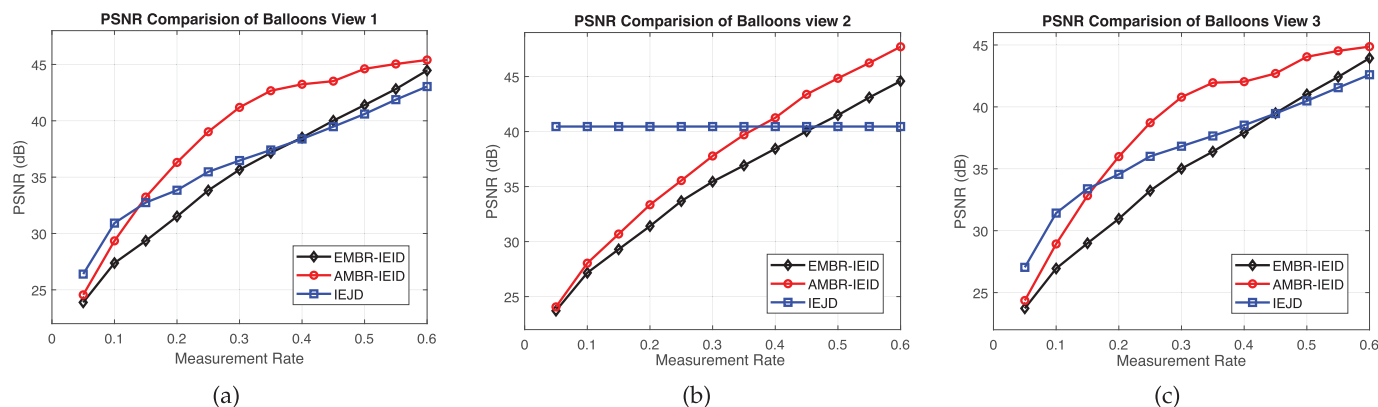 PSNR Comparision of Balloons View 1
PSNR (dB)
45
40
35
30
25
0 0.1 0.2 0.3 0.4 0.5 0.6
Measurement Rate
EMBR-IEID
AMBR-IEID
IEJD
(a)
PSNR Comparision of Balloons view 2
PSNR (dB)
45
40
35
30
25
0 0.1 0.2 0.3 0.4 0.5 0.6
Measurement Rate
EMBR-IEID
AMBR-IEID
IEJD
(b)
PSNR Comparision of Balloons View 3
PSNR (dB)
45
40
35
30
25
0 0.1 0.2 0.3 0.4 0.5 0.6
Measurement Rate
EMBR-IEID
AMBR-IEID
IEJD
(c)